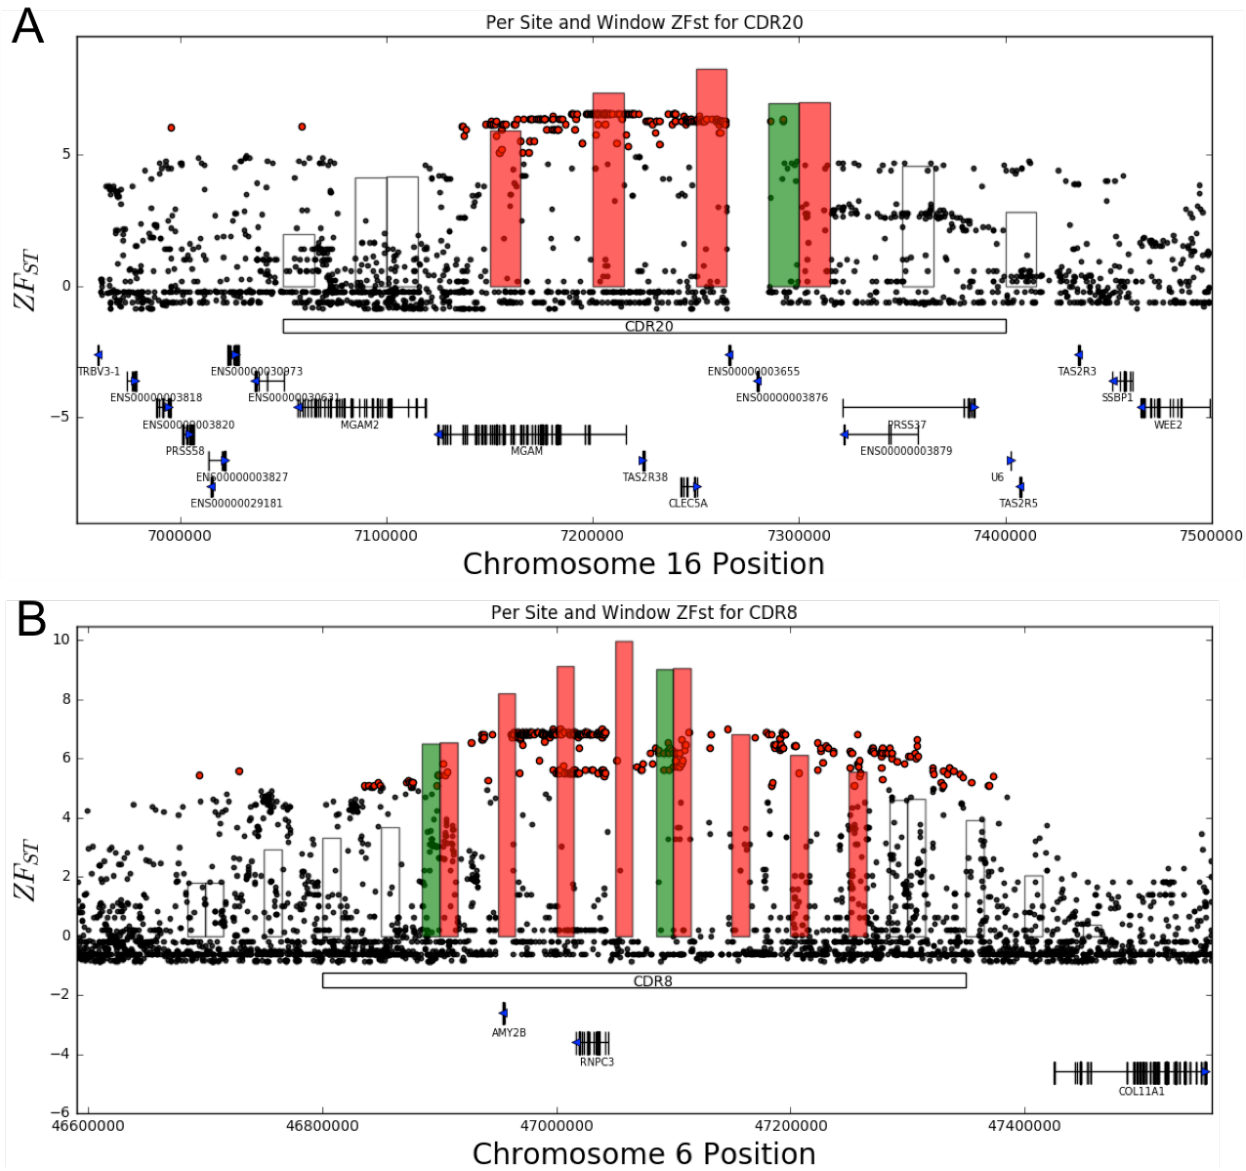 A
Per Site and Window ZFst for CDR20
5
0
−5
ZF_ST
CDR20
TRBV3-1
ENS00000030973
ENS00000003655
TAS2R3
ENS00000003818
ENS00000030631
ENS00000003876
SSBP1
ENS00000003820
MGAM2
PRSS37
WEE2
PRSS58
MGAM
ENS00000003879
ENS00000003827
TAS2R38
U6
ENS00000029181
CLEC5A
TAS2R5
7000000 7100000 7200000 7300000 7400000 7500000
Chromosome 16 Position
B
Per Site and Window ZFst for CDR8
10
8
6
4
2
0
−2
−4
−6
ZF_ST
CDR8
AMY2B
RNPC3
COL11A1
46600000 46800000 47000000 47200000 47400000
Chromosome 6 Position